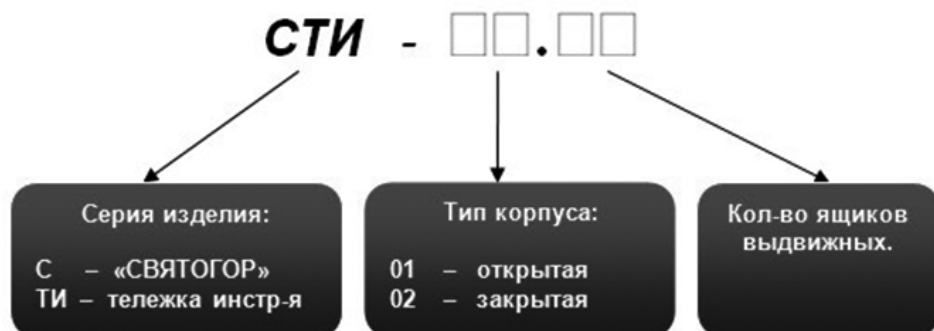 СТИ - □□.□□
Серия изделия:
С – «СВЯТОГОР»
ТИ – тележка инстр-я
Тип корпуса:
01 – открытая
02 – закрытая
Кол-во ящиков
выдвижных.